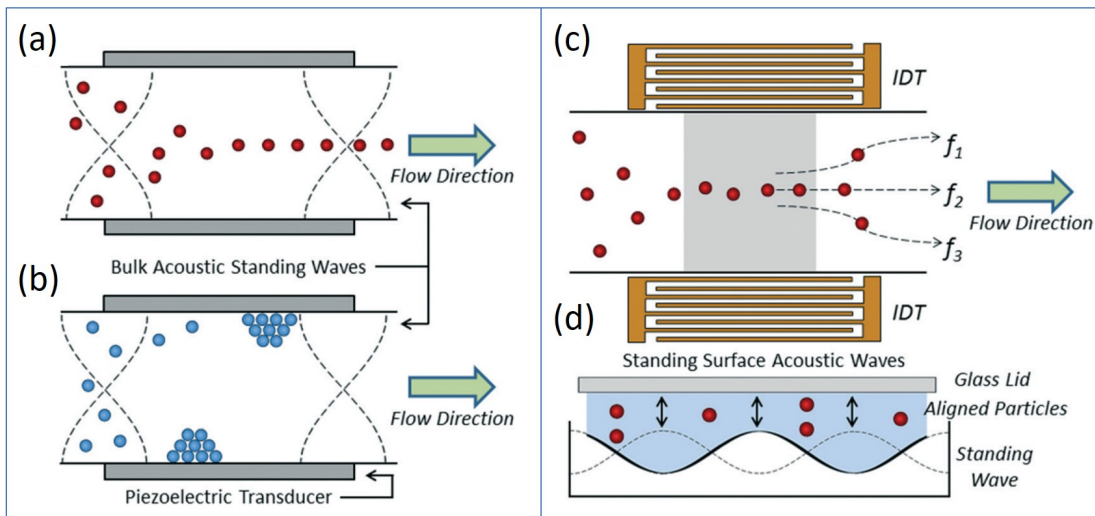 (a)
Flow Direction
Bulk Acoustic Standing Waves
(b)
Flow Direction
Piezoelectric Transducer
(c)
IDT
f1
f2
f3
Flow Direction
IDT
(d)
Standing Surface Acoustic Waves
Glass Lid
Aligned Particles
Standing
Wave